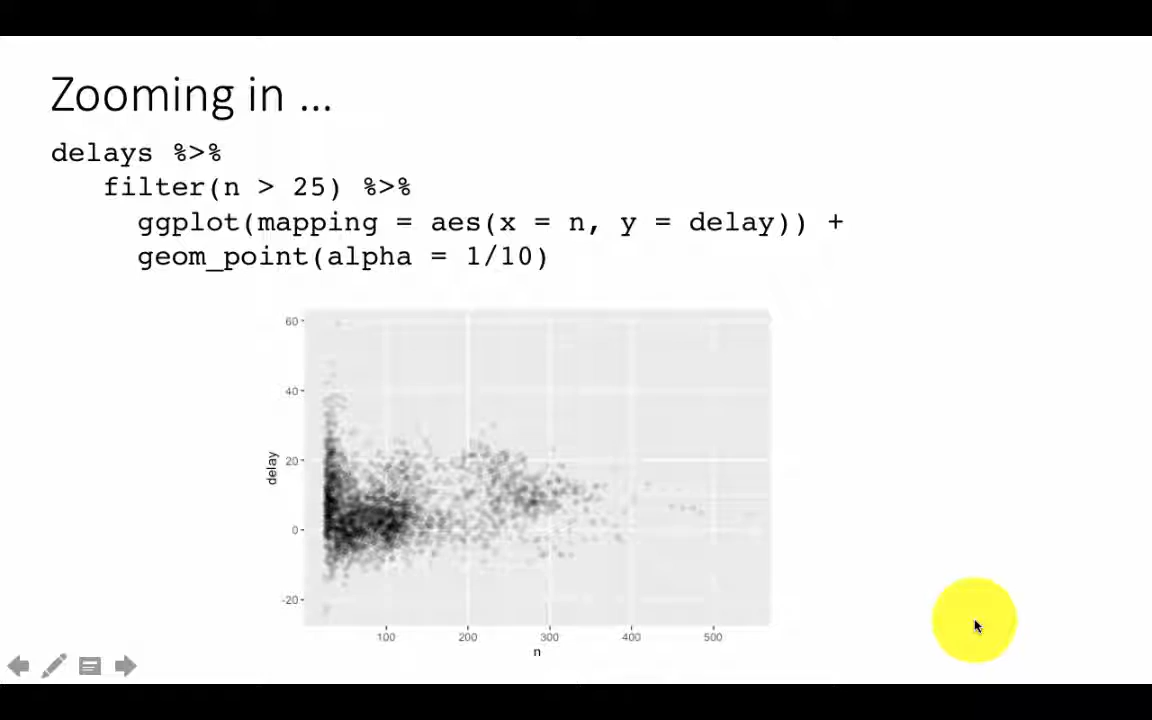 Zooming in ...
delays %>%
filter(n > 25) %>%
ggplot(mapping = aes(x = n, y = delay)) +
geom_point(alpha = 1/10)
60
40
20
0
-20
delay
100 200 300 400 500
n